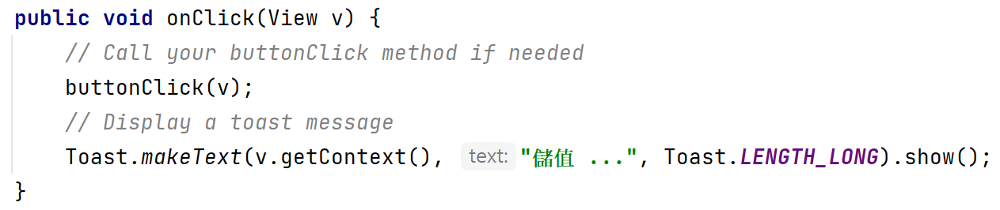 public void onClick(View v) {
    // Call your buttonClick method if needed
    buttonClick(v);
    // Display a toast message
    Toast.makeText(v.getContext(), text: "儲值 ...", Toast.LENGTH_LONG).show();
}